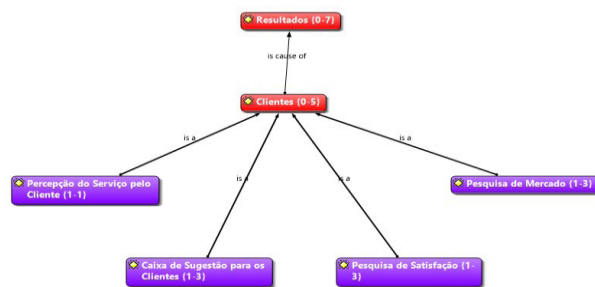 Resultados (0-7)
is cause of
Clientes (0-5)
is a
is a
is a
is a
Percepção do Serviço pelo
Cliente (1-1)
Pesquisa de Mercado (1-3)
Caixa de Sugestão para os
Clientes (1-3)
Pesquisa de Satisfação (1-
3)